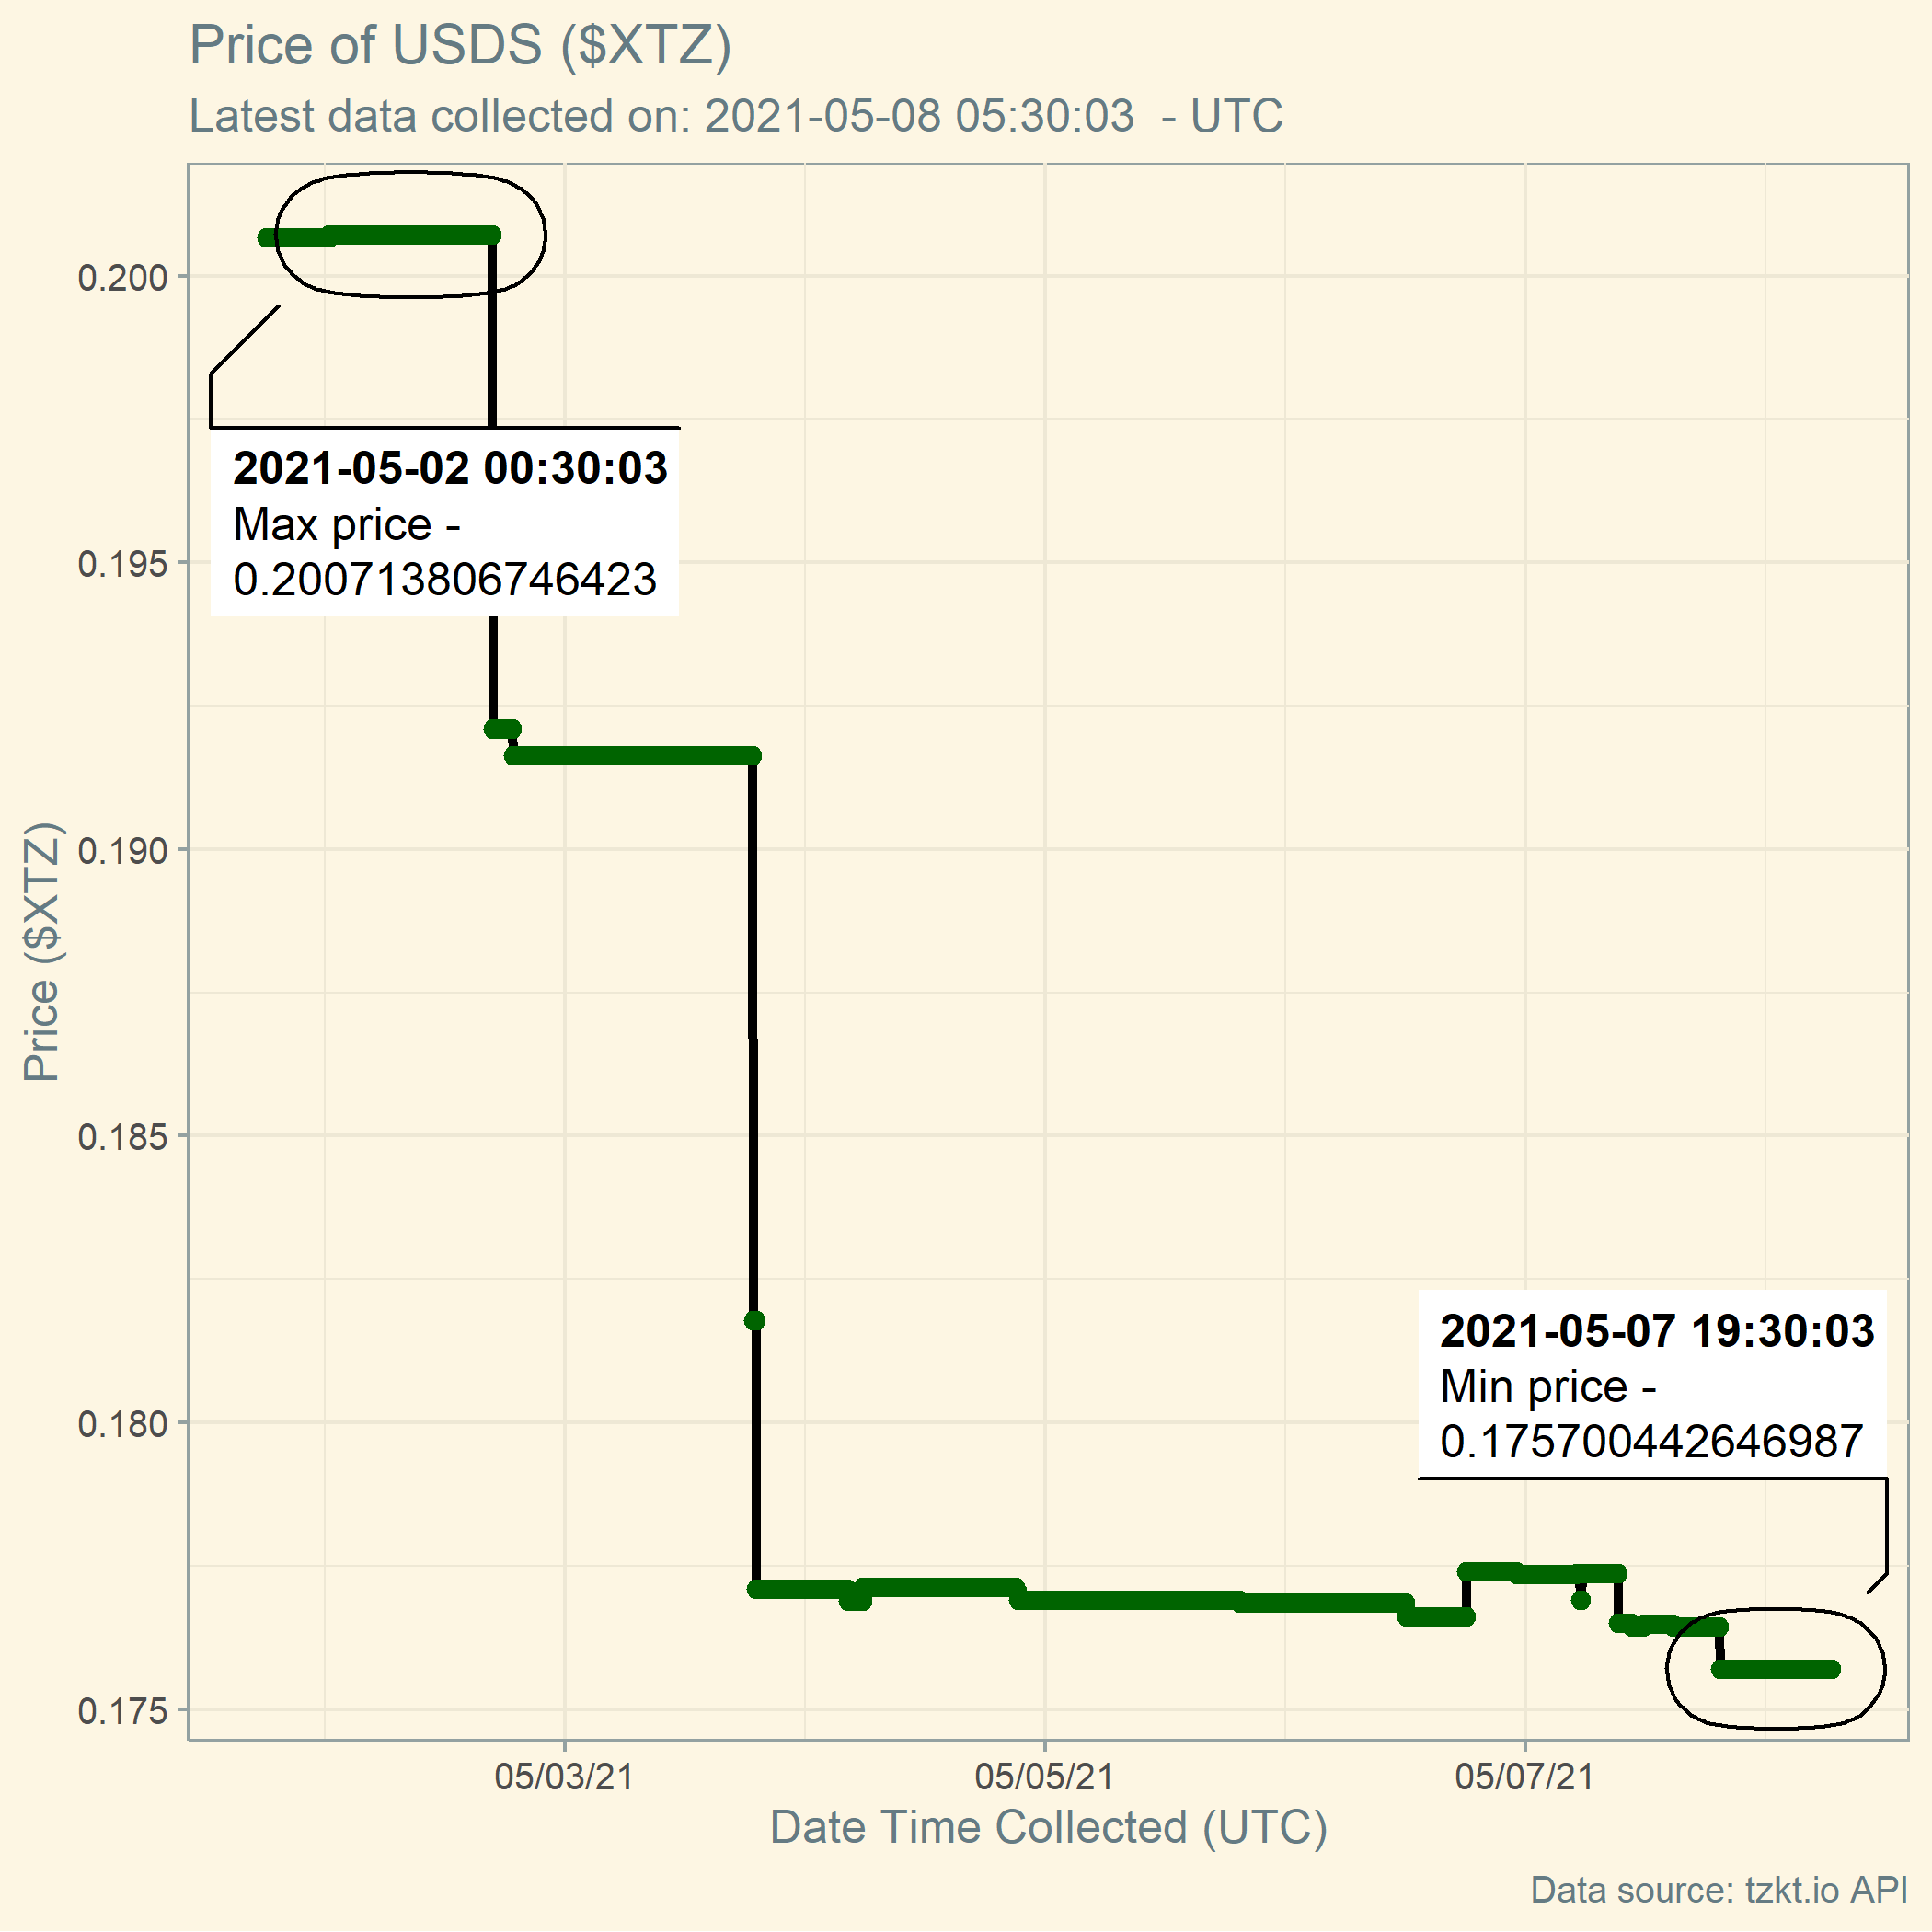 Price of USDS ($XTZ)
Latest data collected on: 2021-05-08 05:30:03  - UTC
Price ($XTZ)
0.200
0.195
0.190
0.185
0.180
0.175
2021-05-02 00:30:03
Max price -
0.200713806746423
2021-05-07 19:30:03
Min price -
0.175700442646987
05/03/21
05/05/21
05/07/21
Date Time Collected (UTC)
Data source: tzkt.io API